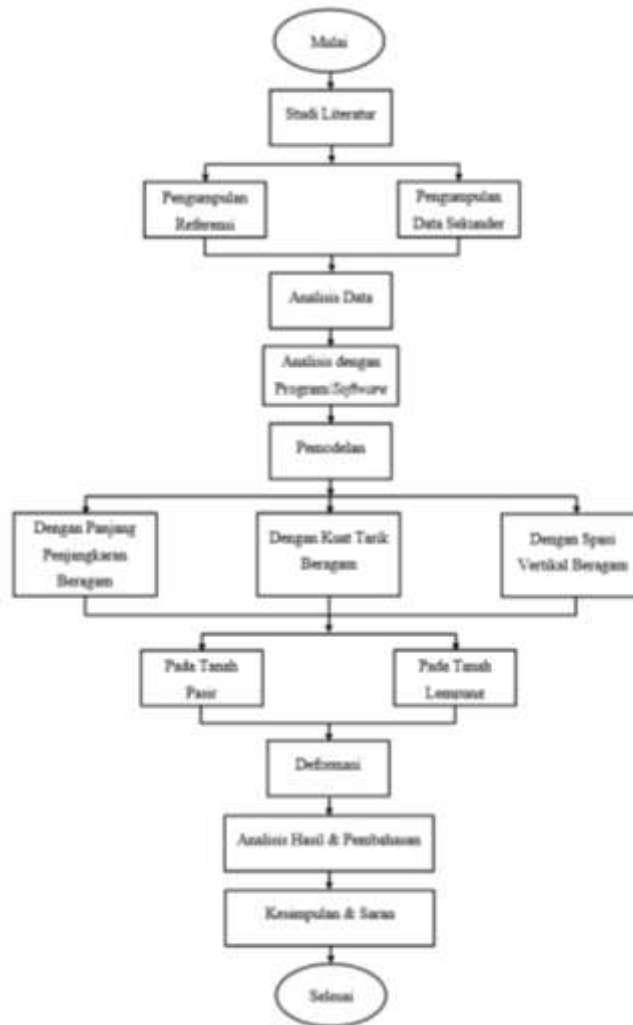 Mulai
Studi Literatur
Pengumpulan
Referensi
Pengumpulan
Data Sekunder
Analisis Data
Analisis dengan
Program/Software
Pemodelan
Dengan Panjang
Penjangkaran
Beragam
Dengan Kuat Tarik
Beragam
Dengan Spasi
Vertikal Beragam
Pada Tanah
Pasir
Pada Tanah
Lempung
Deformasi
Analisis Hasil & Pembahasan
Kesimpulan & Saran
Selesai